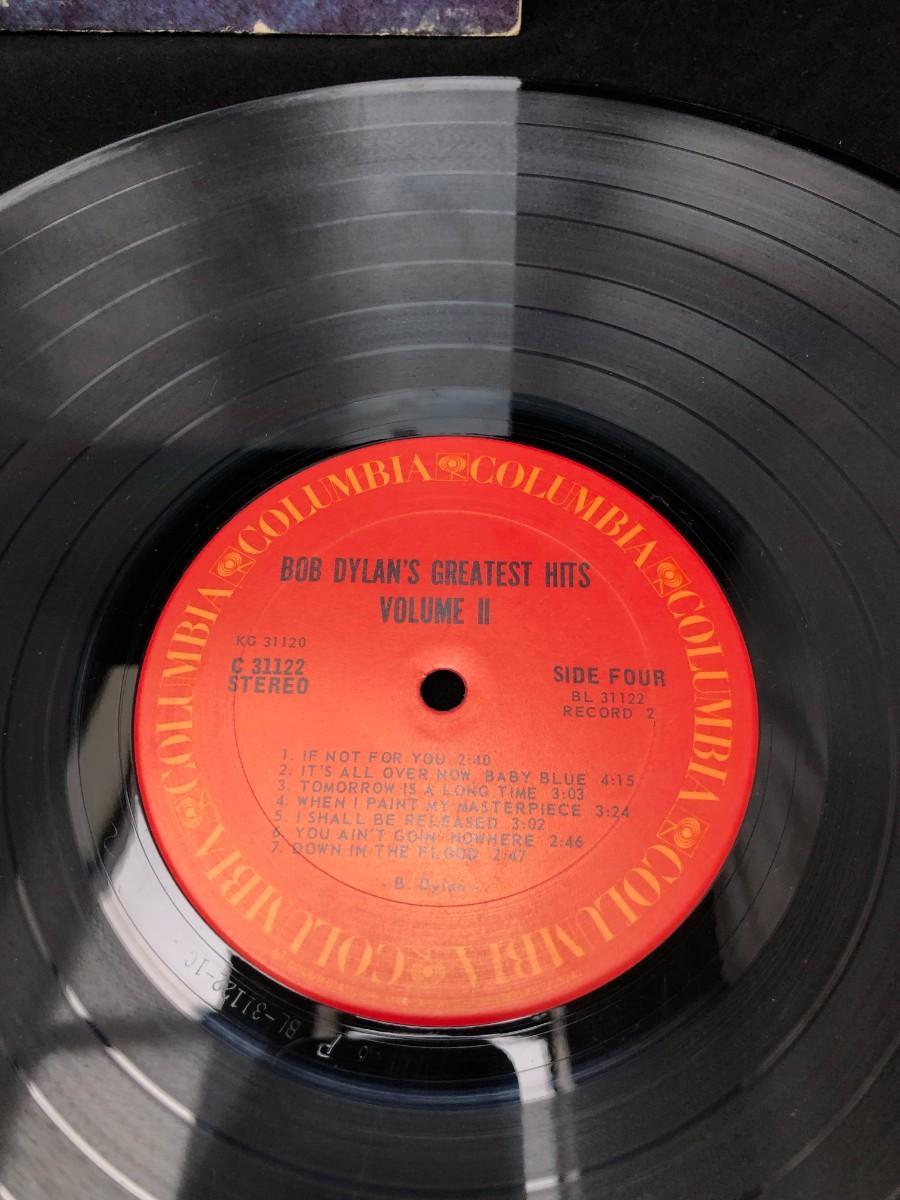 COLUMBIA COLUMBIA COLUMBIA COLUMBIA COLUMBIA COLUMBIA
BOB DYLAN'S GREATEST HITS
VOLUME II
KG 31120
C 31122
STEREO
SIDE FOUR
BL 31122
RECORD 2
1. IF NOT FOR YOU 2:40
2. IT'S ALL OVER NOW, BABY BLUE 4:15
3. TOMORROW IS A LONG TIME 3:03
4. WHEN I PAINT MY MASTERPIECE 3:24
5. I SHALL BE RELEASED 3:02
6. YOU AIN'T GOIN' NOWHERE 2:46
7. DOWN IN THE FLOOD 2:47
- B. Dylan -
BL-31122-1C
P